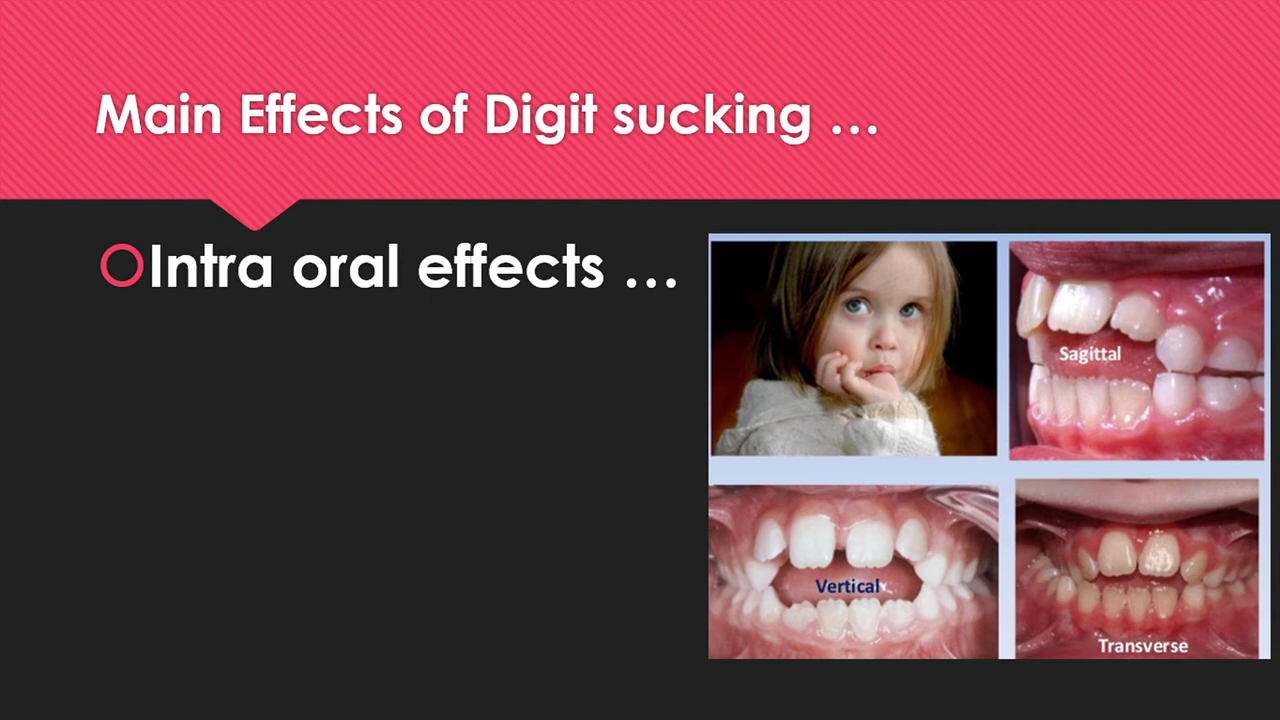 Main Effects of Digit sucking ...
Intra oral effects ...
Sagittal
Vertical
Transverse